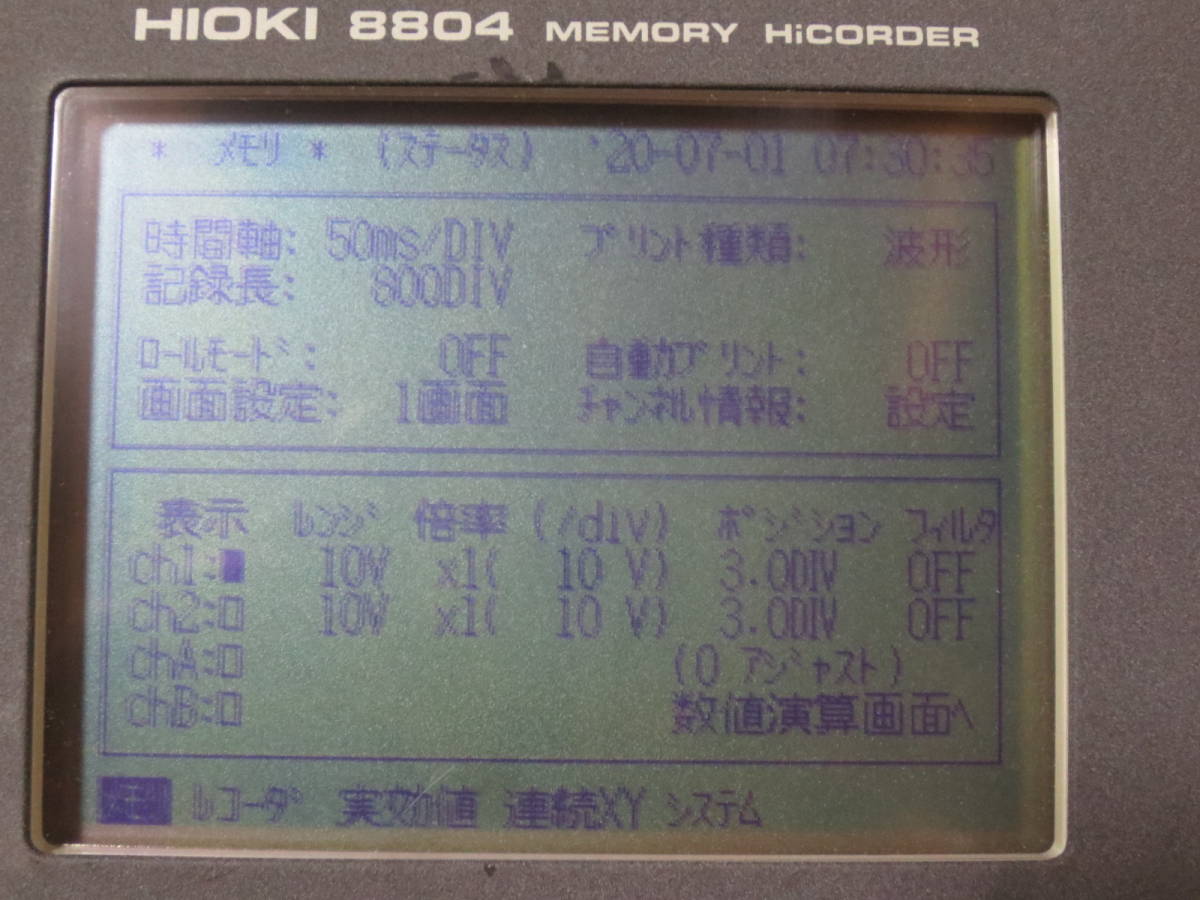 HIOKI 8804 MEMORY HiCORDER
* メモリ * (ステータス) '20-07-01 07:30:35
時間軸: 50ms/DIV プリント種類: 波形
記録長: 800DIV
ロールモード: OFF 自動プリント: OFF
画面設定: 1画面 チャンネル情報: 設定
表示 レンジ 倍率 (/div) ポジション フィルタ
ch1:■ 10V x1( 10 V) 3.0DIV OFF
ch2:□ 10V x1( 10 V) 3.0DIV OFF
chA:□ (0 アジャスト)
chB:□ 数値演算画面へ
メモリ レコーダ 実効値 連続XY システム